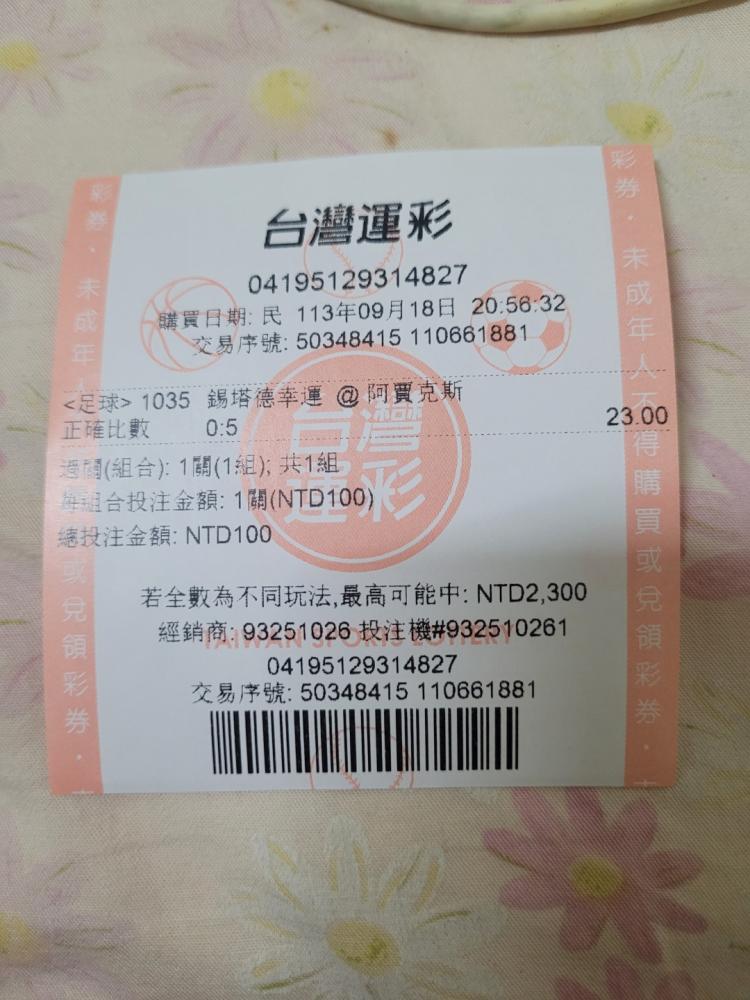 台灣運彩
04195129314827
購買日期: 民 113年09月18日 20:56:32
交易序號: 50348415 110661881
<足球> 1035 錫塔德幸運 @ 阿賈克斯
正確比數 0:5 23.00
過關(組合): 1關(1組); 共1組
每組合投注金額: 1關(NTD100)
總投注金額: NTD100
台灣運彩
若全數為不同玩法,最高可能中: NTD2,300
經銷商: 93251026 投注機#932510261
TAIWAN SPORTS LOTTERY
04195129314827
交易序號: 50348415 110661881
彩券・未成年人
或兌領彩券・
彩券・未成年人不得購買或兌領彩券・